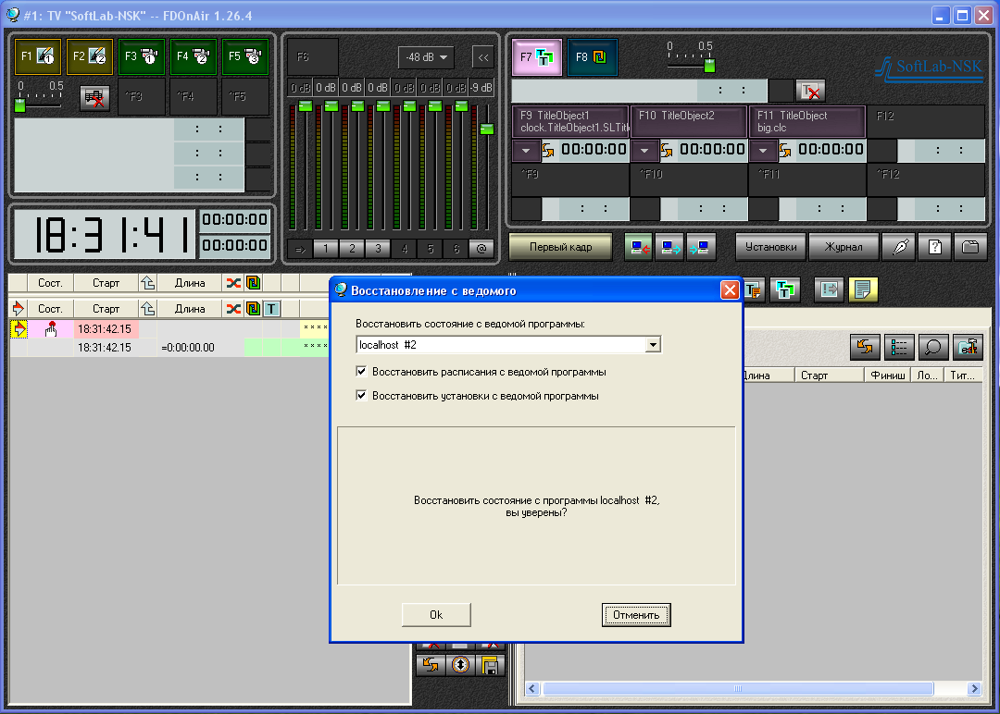 #1: TV "SoftLab-NSK" -- FDOnAir 1.26.4
F1
F2
F3
F4
F5
F6
-48 dB
<<
F7
F8
0 0.5
SoftLab-NSK
0 0.5
^F3
^F4
^F5
0 dB 0 dB 0 dB 0 dB 0 dB 0 dB 0 dB -9 dB
: :
F9 TitleObject1
clock.TitleObject1.SLTitl
F10 TitleObject2
F11 TitleObject
big.clc
F12
: :
: :
: :
00:00:00
00:00:00
00:00:00
: :
^F9
^F10
^F11
^F12
: :
: :
: :
: :
18:31:41
00:00:00
00:00:00
=> 1 2 3 4 5 6 @
Первый кадр
Установки
Журнал
Сост. Старт Длина
Сост. Старт Длина T
18:31:42.15 ****
18:31:42.15 =0:00:00.00 ****
Восстановление с ведомого
Восстановить состояние с ведомой программы:
localhost #2
Восстановить расписания с ведомой программы
Восстановить установки с ведомой программы
Восстановить состояние с программы localhost #2,
вы уверены?
Ok
Отменить
Длина Старт Финиш Ло... Тит...